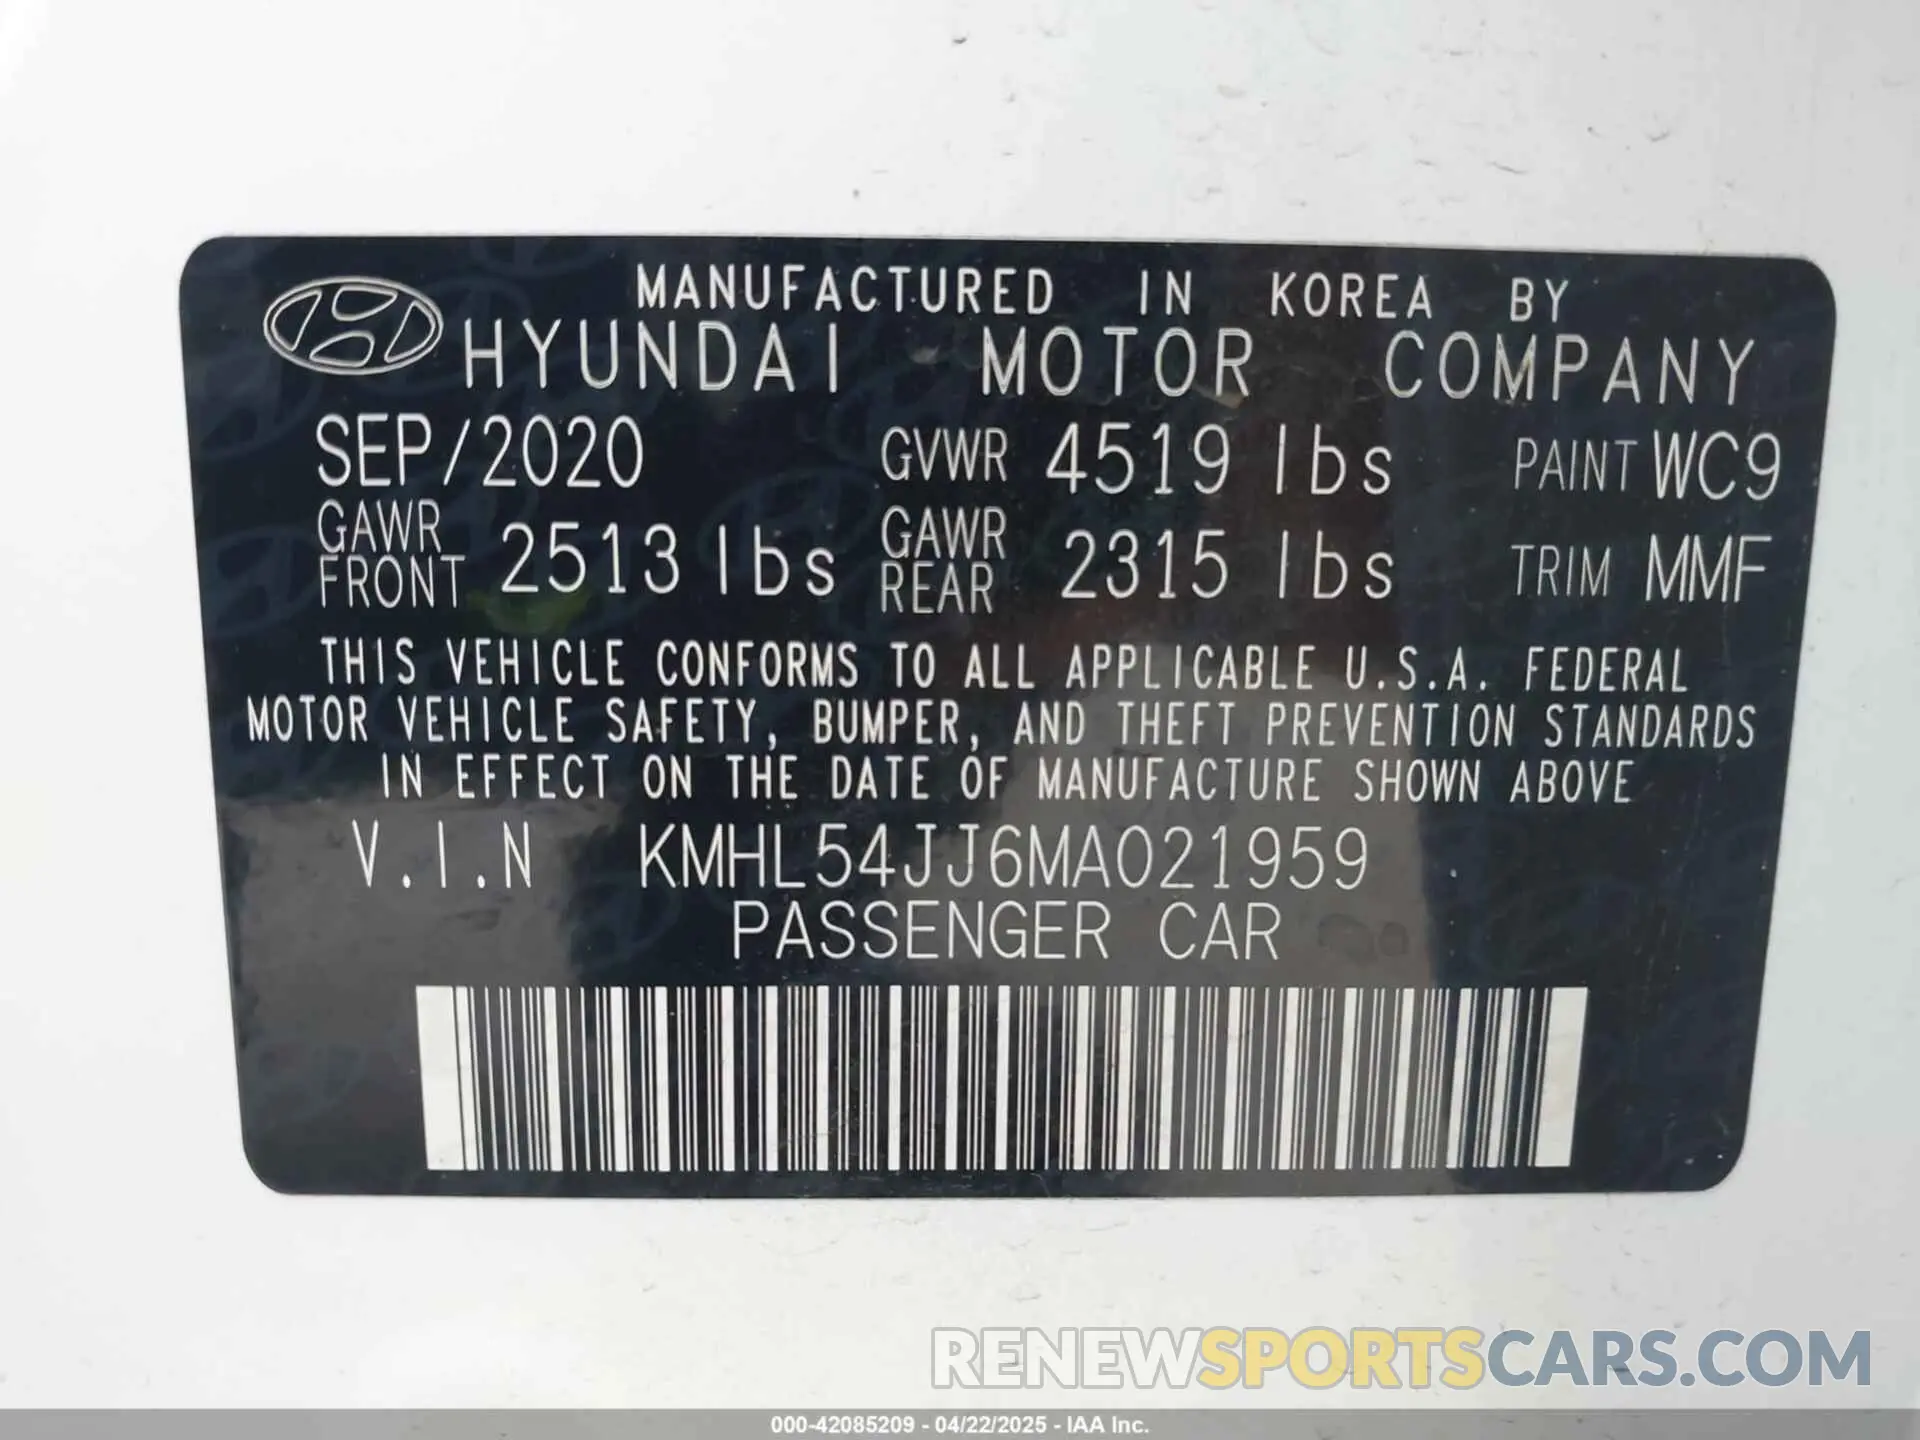 MANUFACTURED IN KOREA BY
HYUNDAI MOTOR COMPANY
SEP/2020 GVWR 4519 lbs PAINT WC9
GAWR FRONT 2513 lbs GAWR REAR 2315 lbs TRIM MMF
THIS VEHICLE CONFORMS TO ALL APPLICABLE U.S.A. FEDERAL
MOTOR VEHICLE SAFETY, BUMPER, AND THEFT PREVENTION STANDARDS
IN EFFECT ON THE DATE OF MANUFACTURE SHOWN ABOVE
V.I.N KMHL54JJ6MA021959
PASSENGER CAR
RENEWSPORTSCARS.COM
000-42085209 - 04/22/2025 - IAA Inc.